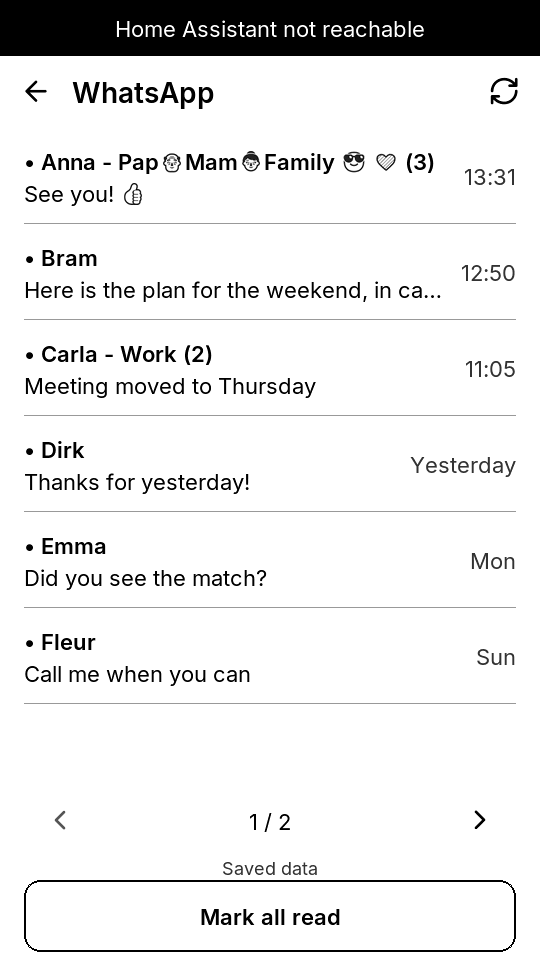 Home Assistant not reachable
WhatsApp
• Anna - Pap👴Mam👵Family 😎 🤍 (3)
13:31
See you! 👍
• Bram
12:50
Here is the plan for the weekend, in ca...
• Carla - Work (2)
11:05
Meeting moved to Thursday
• Dirk
Yesterday
Thanks for yesterday!
• Emma
Mon
Did you see the match?
• Fleur
Sun
Call me when you can
1 / 2
Saved data
Mark all read